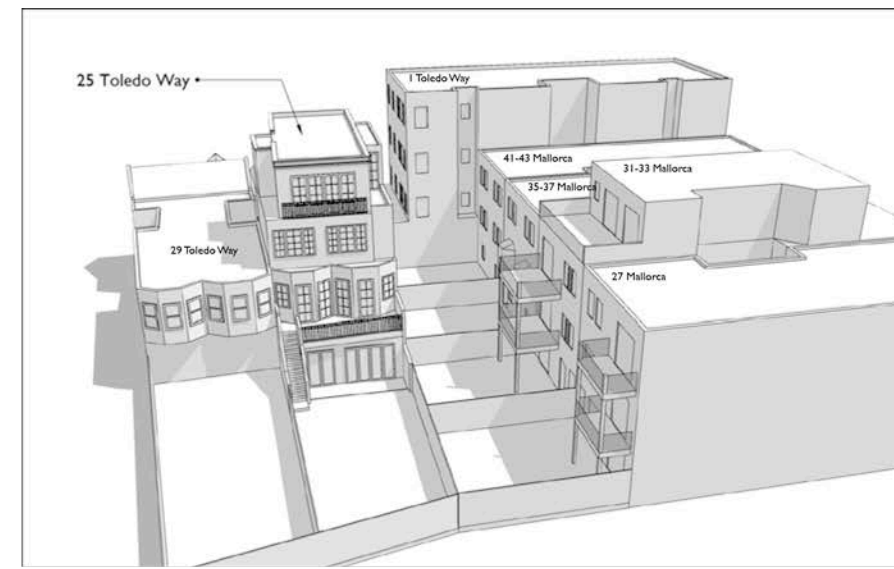 25 Toledo Way
1 Toledo Way
41-43 Mallorca
31-33 Mallorca
35-37 Mallorca
29 Toledo Way
27 Mallorca